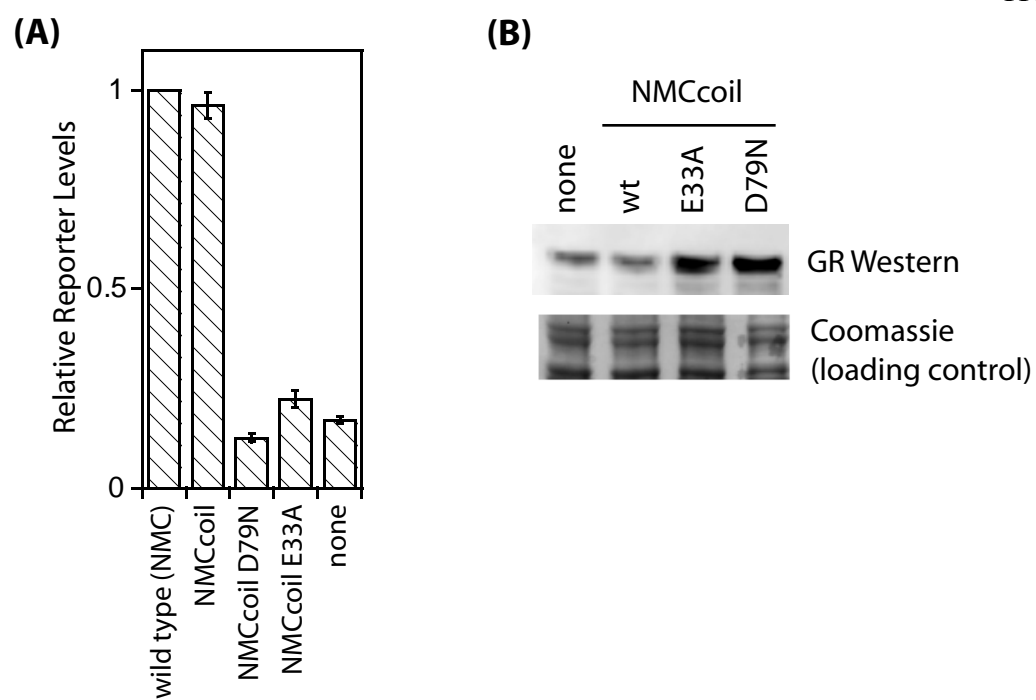 (A)
Relative Reporter Levels
1
0.5
0
wild type (NMC)
NMCcoil
NMCcoil D79N
NMCcoil E33A
none
(B)
NMCcoil
none
wt
E33A
D79N
GR Western
Coomassie
(loading control)